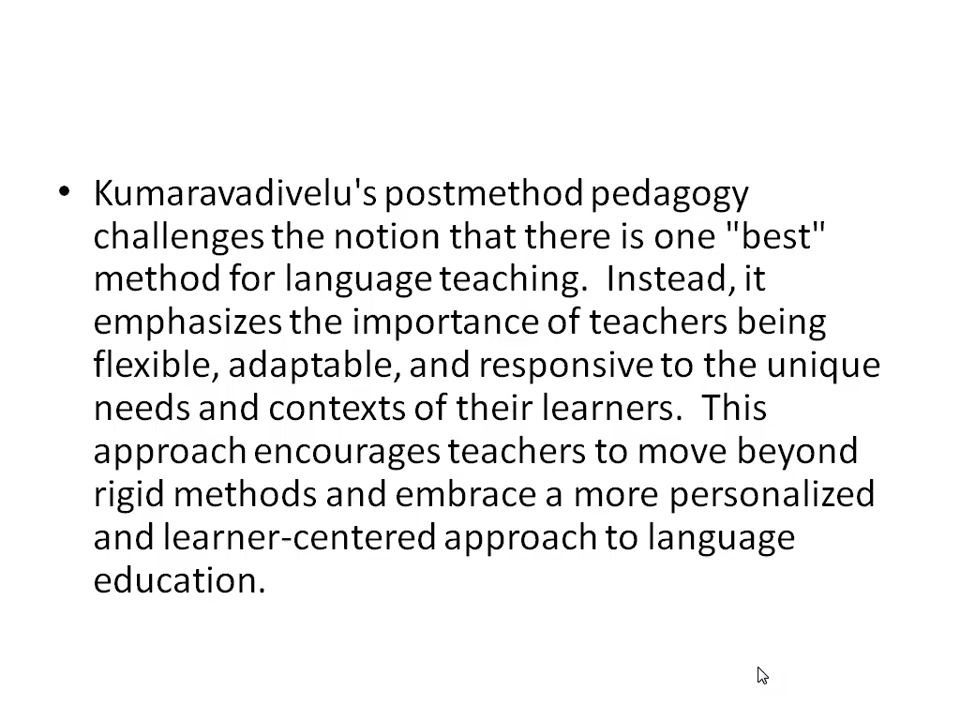 • Kumaravadivelu's postmethod pedagogy
challenges the notion that there is one "best"
method for language teaching.  Instead, it
emphasizes the importance of teachers being
flexible, adaptable, and responsive to the unique
needs and contexts of their learners.  This
approach encourages teachers to move beyond
rigid methods and embrace a more personalized
and learner-centered approach to language
education.